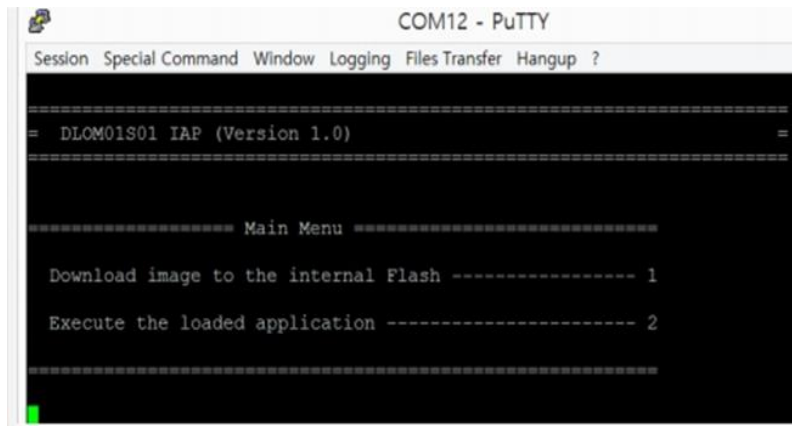 COM12 - PuTTY
Session Special Command Window Logging Files Transfer Hangup ?
======================================================================
= DLOM01S01 IAP (Version 1.0) =
======================================================================
=================== Main Menu ============================
Download image to the internal Flash ----------------- 1
Execute the loaded application ----------------------- 2
==========================================================